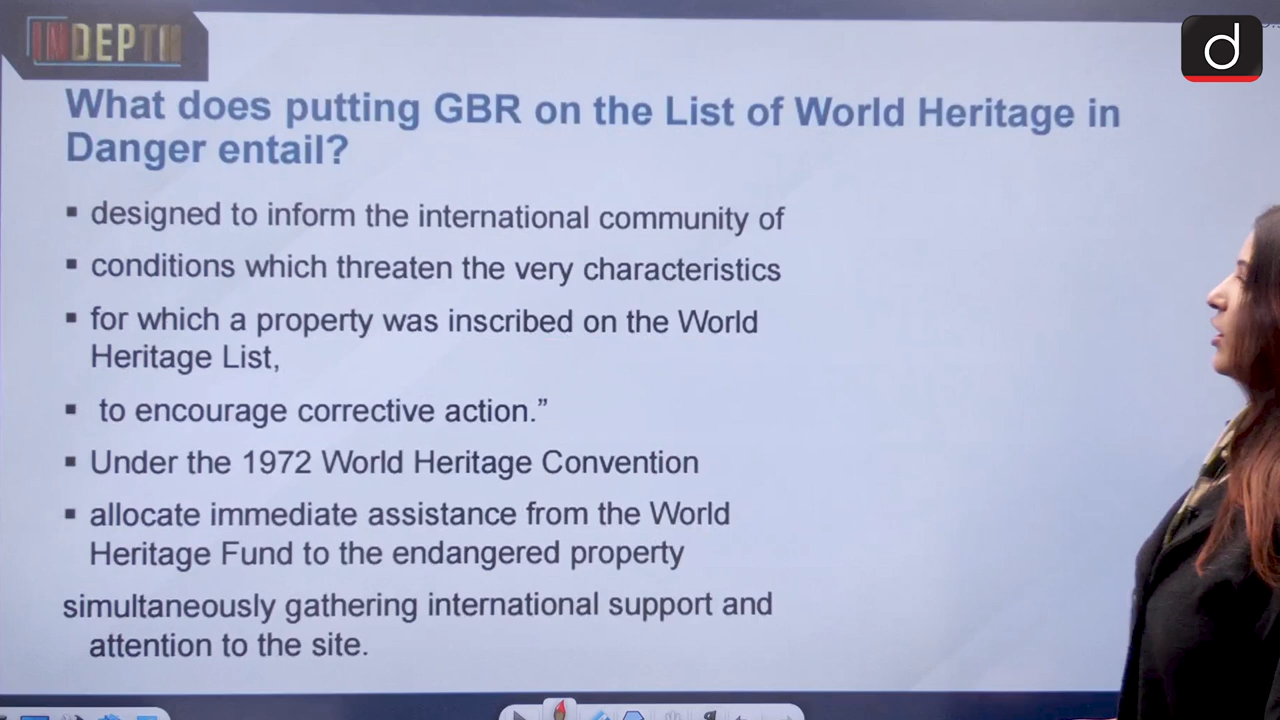 INDEPTH
d
What does putting GBR on the List of World Heritage in
Danger entail?
▪ designed to inform the international community of
▪ conditions which threaten the very characteristics
▪ for which a property was inscribed on the World
Heritage List,
▪ to encourage corrective action.”
▪ Under the 1972 World Heritage Convention
▪ allocate immediate assistance from the World
Heritage Fund to the endangered property
simultaneously gathering international support and
attention to the site.